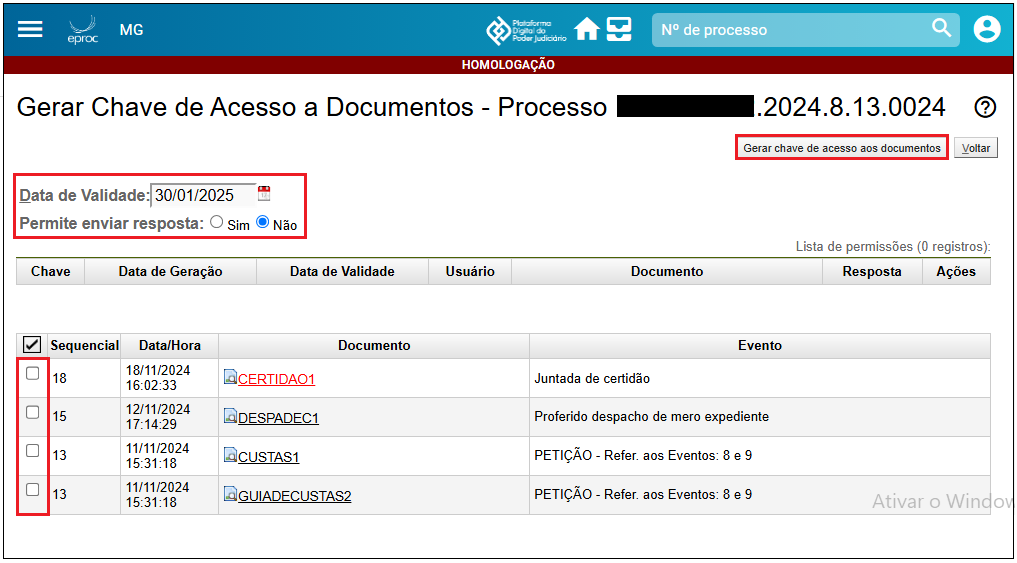 eproc
MG
Plataforma
Digital do
Poder Judiciário
Nº de processo
HOMOLOGAÇÃO
Gerar Chave de Acesso a Documentos - Processo .2024.8.13.0024
Gerar chave de acesso aos documentos Voltar
Data de Validade: 30/01/2025
Permite enviar resposta: Sim Não
Lista de permissões (0 registros):
Chave Data de Geração Data de Validade Usuário Documento Resposta Ações
Sequencial Data/Hora Documento Evento
18 18/11/2024 16:02:33 CERTIDAO1 Juntada de certidão
15 12/11/2024 17:14:29 DESPADEC1 Proferido despacho de mero expediente
13 11/11/2024 15:31:18 CUSTAS1 PETIÇÃO - Refer. aos Eventos: 8 e 9
13 11/11/2024 15:31:18 GUIADECUSTAS2 PETIÇÃO - Refer. aos Eventos: 8 e 9
Ativar o Window